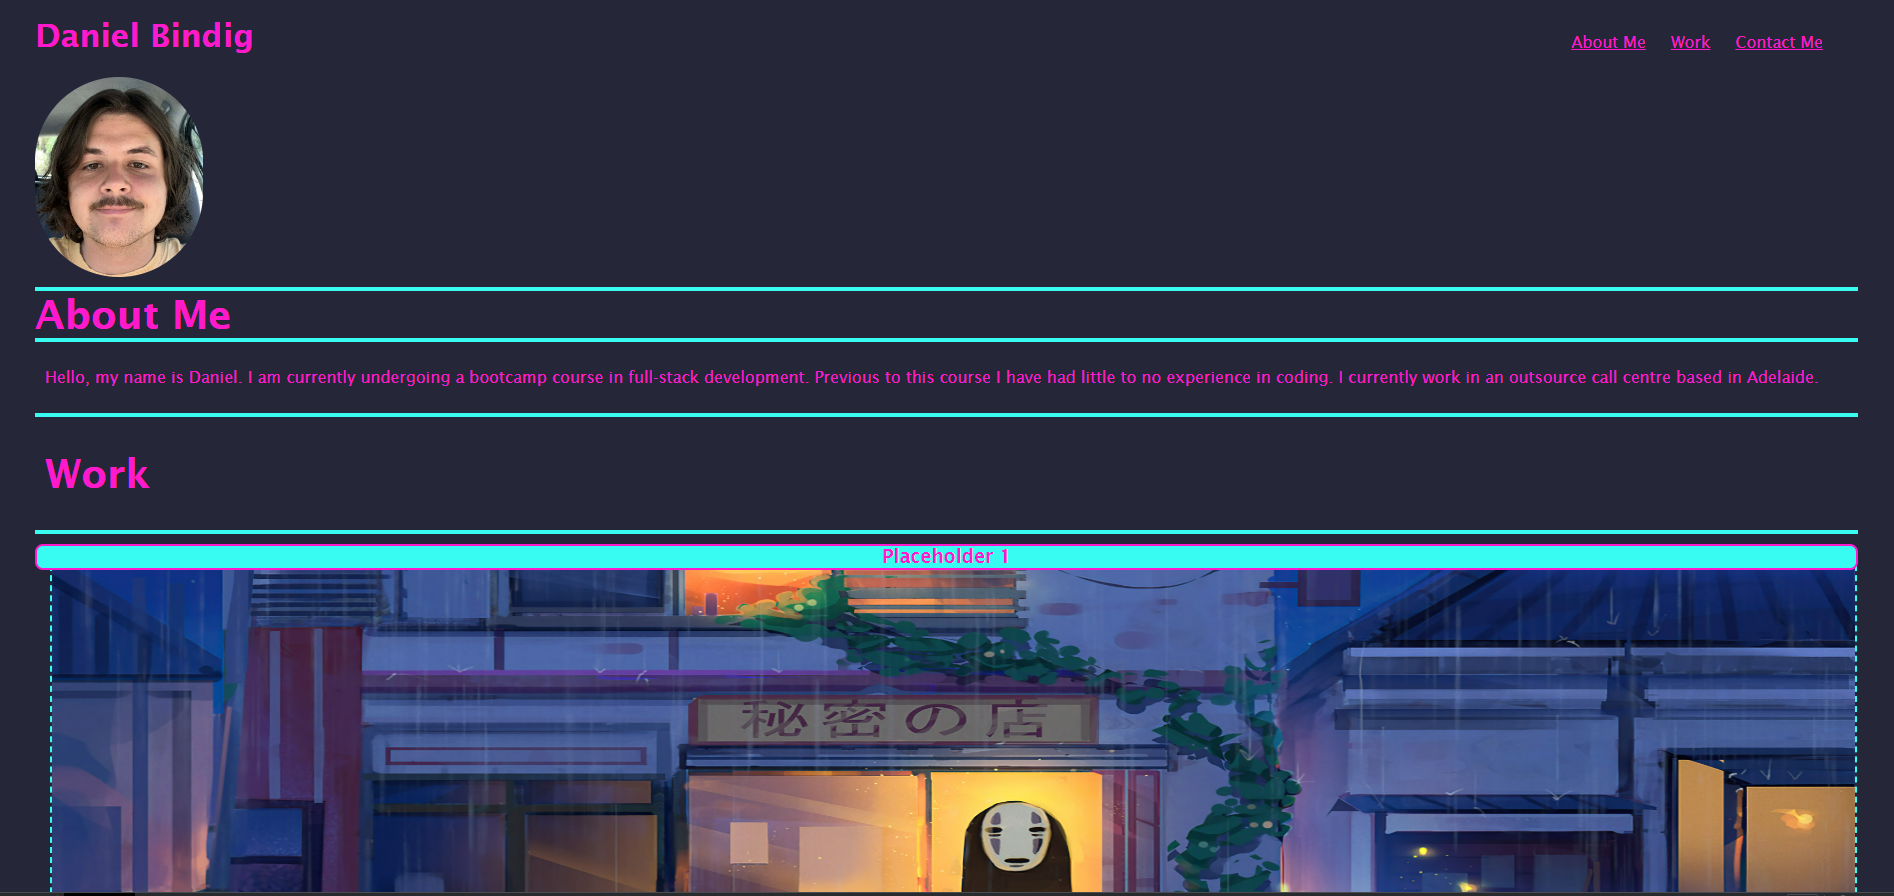 Daniel Bindig
About Me Work Contact Me
About Me
Hello, my name is Daniel. I am currently undergoing a bootcamp course in full-stack development. Previous to this course I have had little to no experience in coding. I currently work in an outsource call centre based in Adelaide.
Work
Placeholder 1
秘密の店